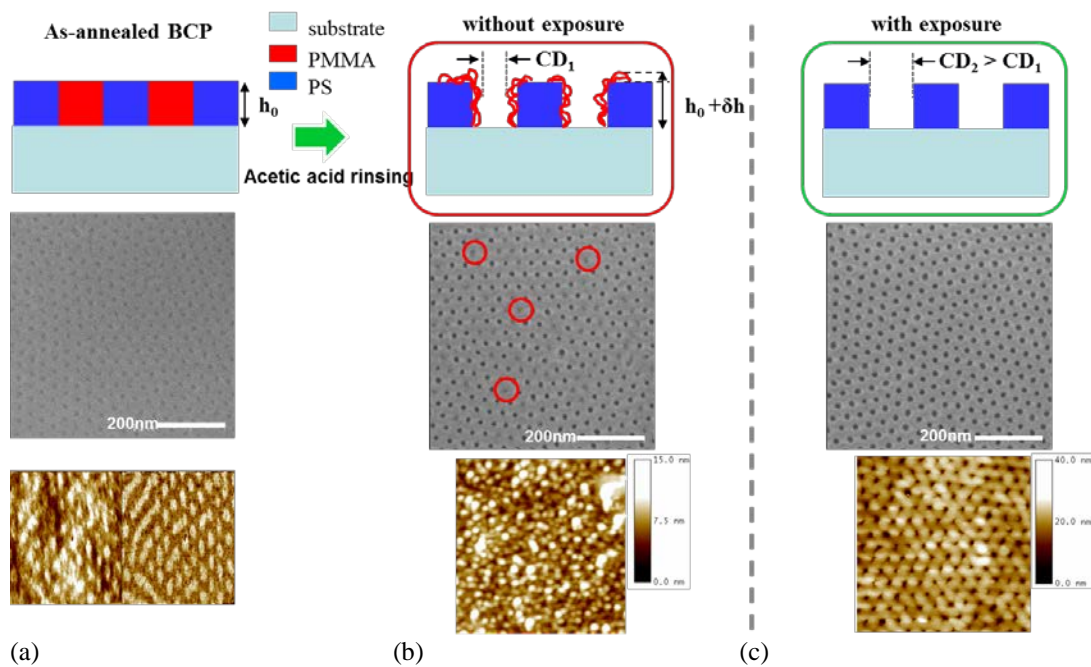 As-annealed BCP
substrate
PMMA
PS
h0
Acetic acid rinsing
200nm
(a)
without exposure
CD1
h0 +δh
200nm
15.0 nm
7.5 nm
0.0 nm
(b)
with exposure
CD2 > CD1
200nm
40.0 nm
20.0 nm
0.0 nm
(c)